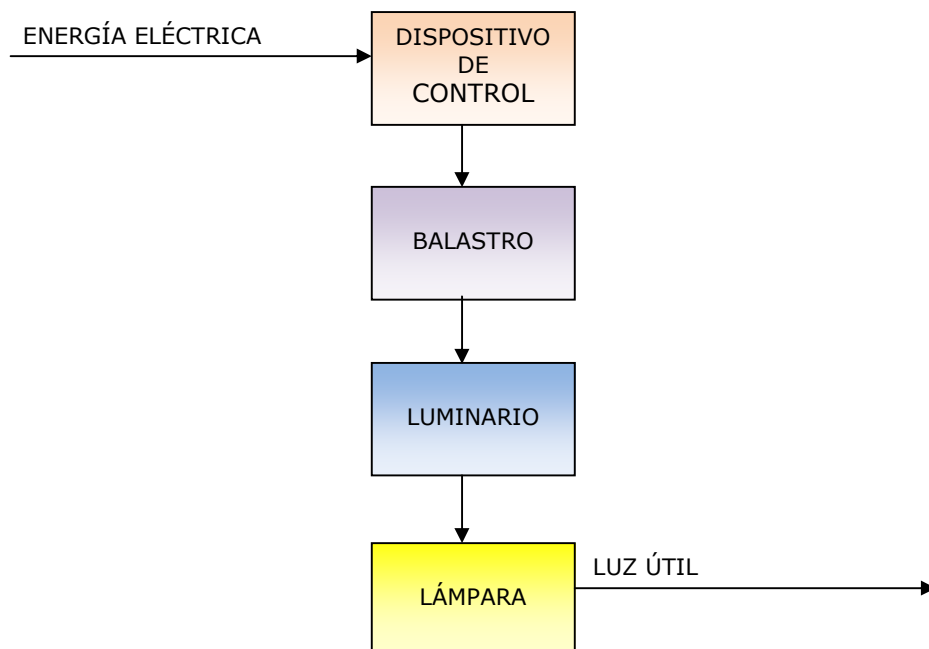 ENERGÍA ELÉCTRICA
DISPOSITIVO
DE
CONTROL
BALASTRO
LUMINARIO
LÁMPARA
LUZ ÚTIL